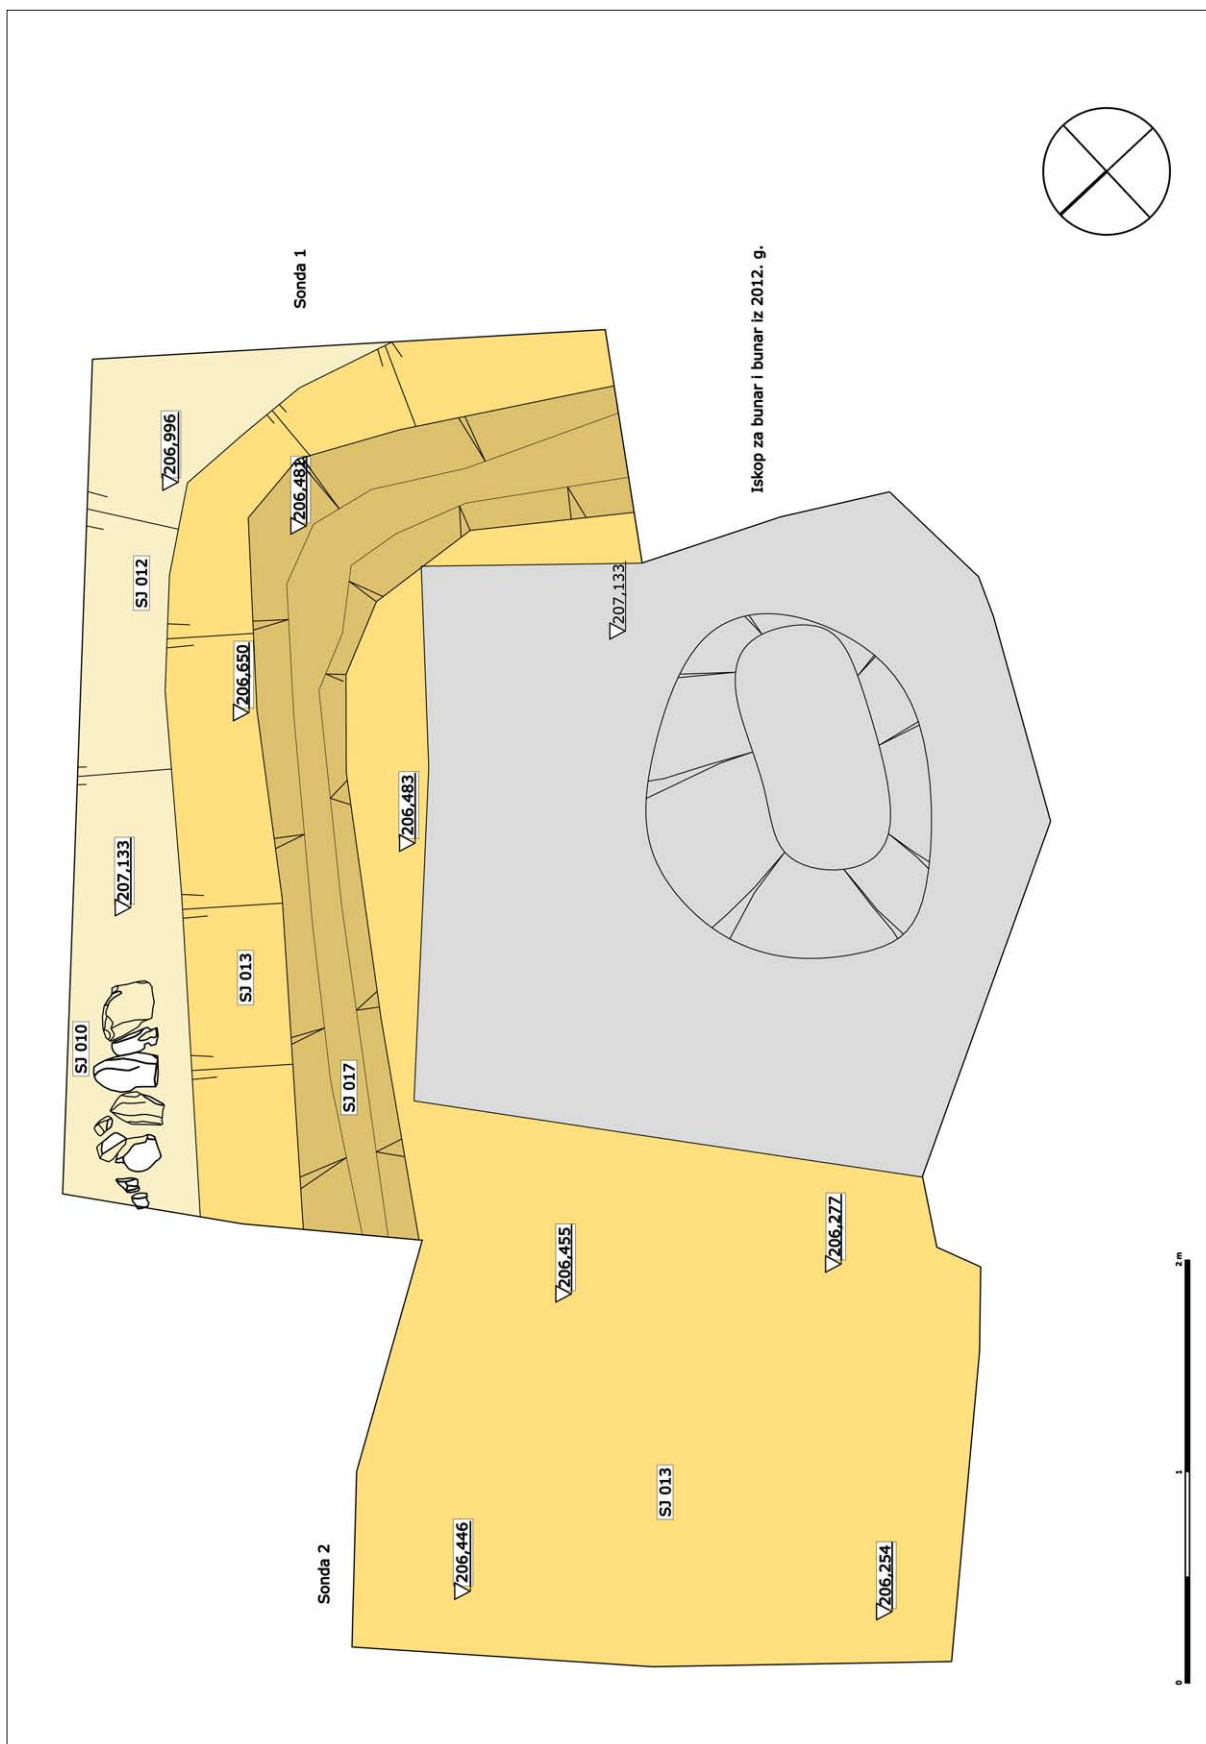 Sonda 1
206,996
SJ 012
206,481
206,650
207,133
SJ 013
SJ 010
SJ 017
206,483
207,133
Iskop za bunar i bunar iz 2012. g.
Sonda 2
206,446
206,455
SJ 013
206,277
206,254
0
1
2 m